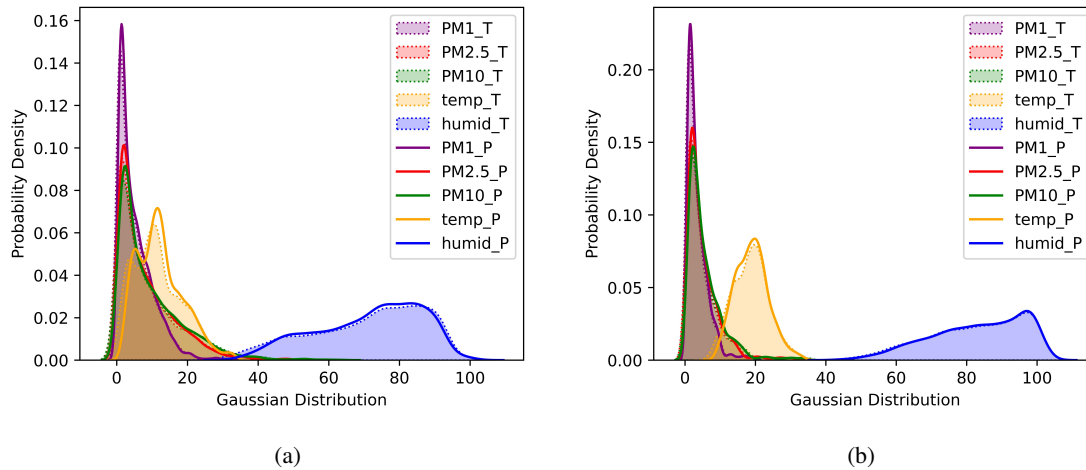 0.16
0.14
0.12
0.10
0.08
0.06
0.04
0.02
0.00
Probability Density
0 20 40 60 80 100
Gaussian Distribution
PM1_T
PM2.5_T
PM10_T
temp_T
humid_T
PM1_P
PM2.5_P
PM10_P
temp_P
humid_P
(a)
0.20
0.15
0.10
0.05
0.00
Probability Density
0 20 40 60 80 100
Gaussian Distribution
PM1_T
PM2.5_T
PM10_T
temp_T
humid_T
PM1_P
PM2.5_P
PM10_P
temp_P
humid_P
(b)